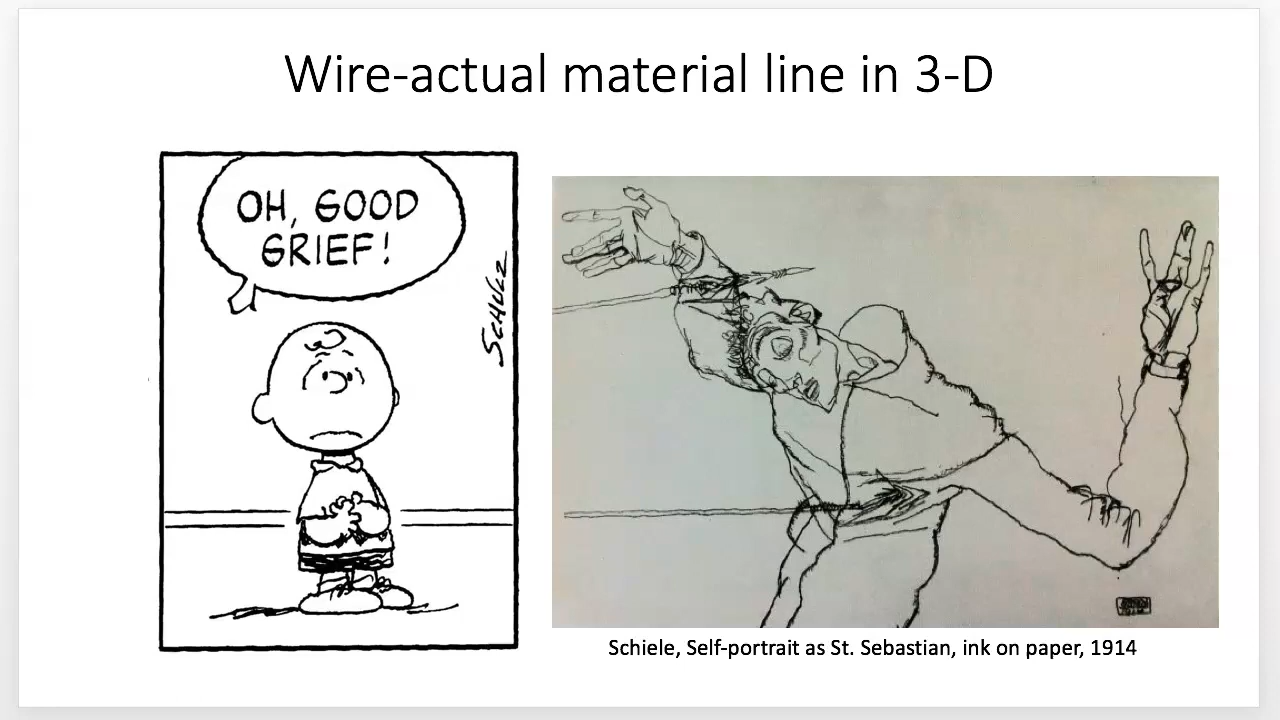 Wire-actual material line in 3-D
OH, GOOD
GRIEF!
SCHULZ
Schiele, Self-portrait as St. Sebastian, ink on paper, 1914